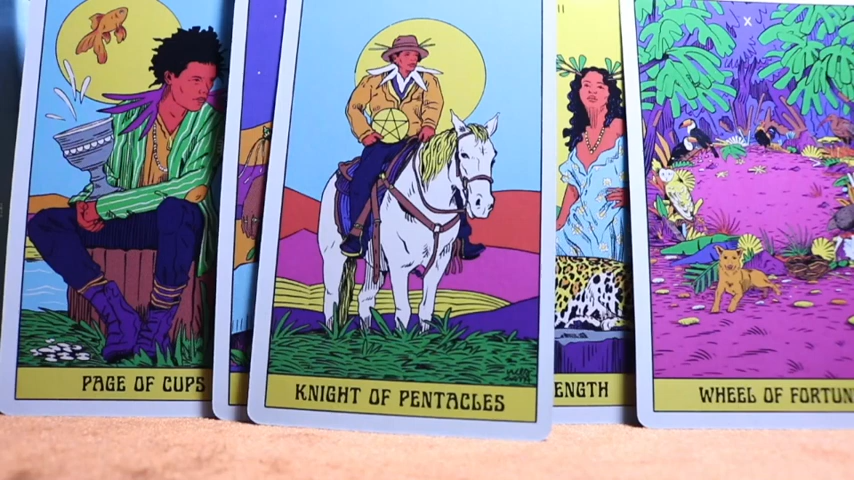 PAGE OF CUPS
KNIGHT OF PENTACLES
ENGTH
X
WHEEL OF FORTUN